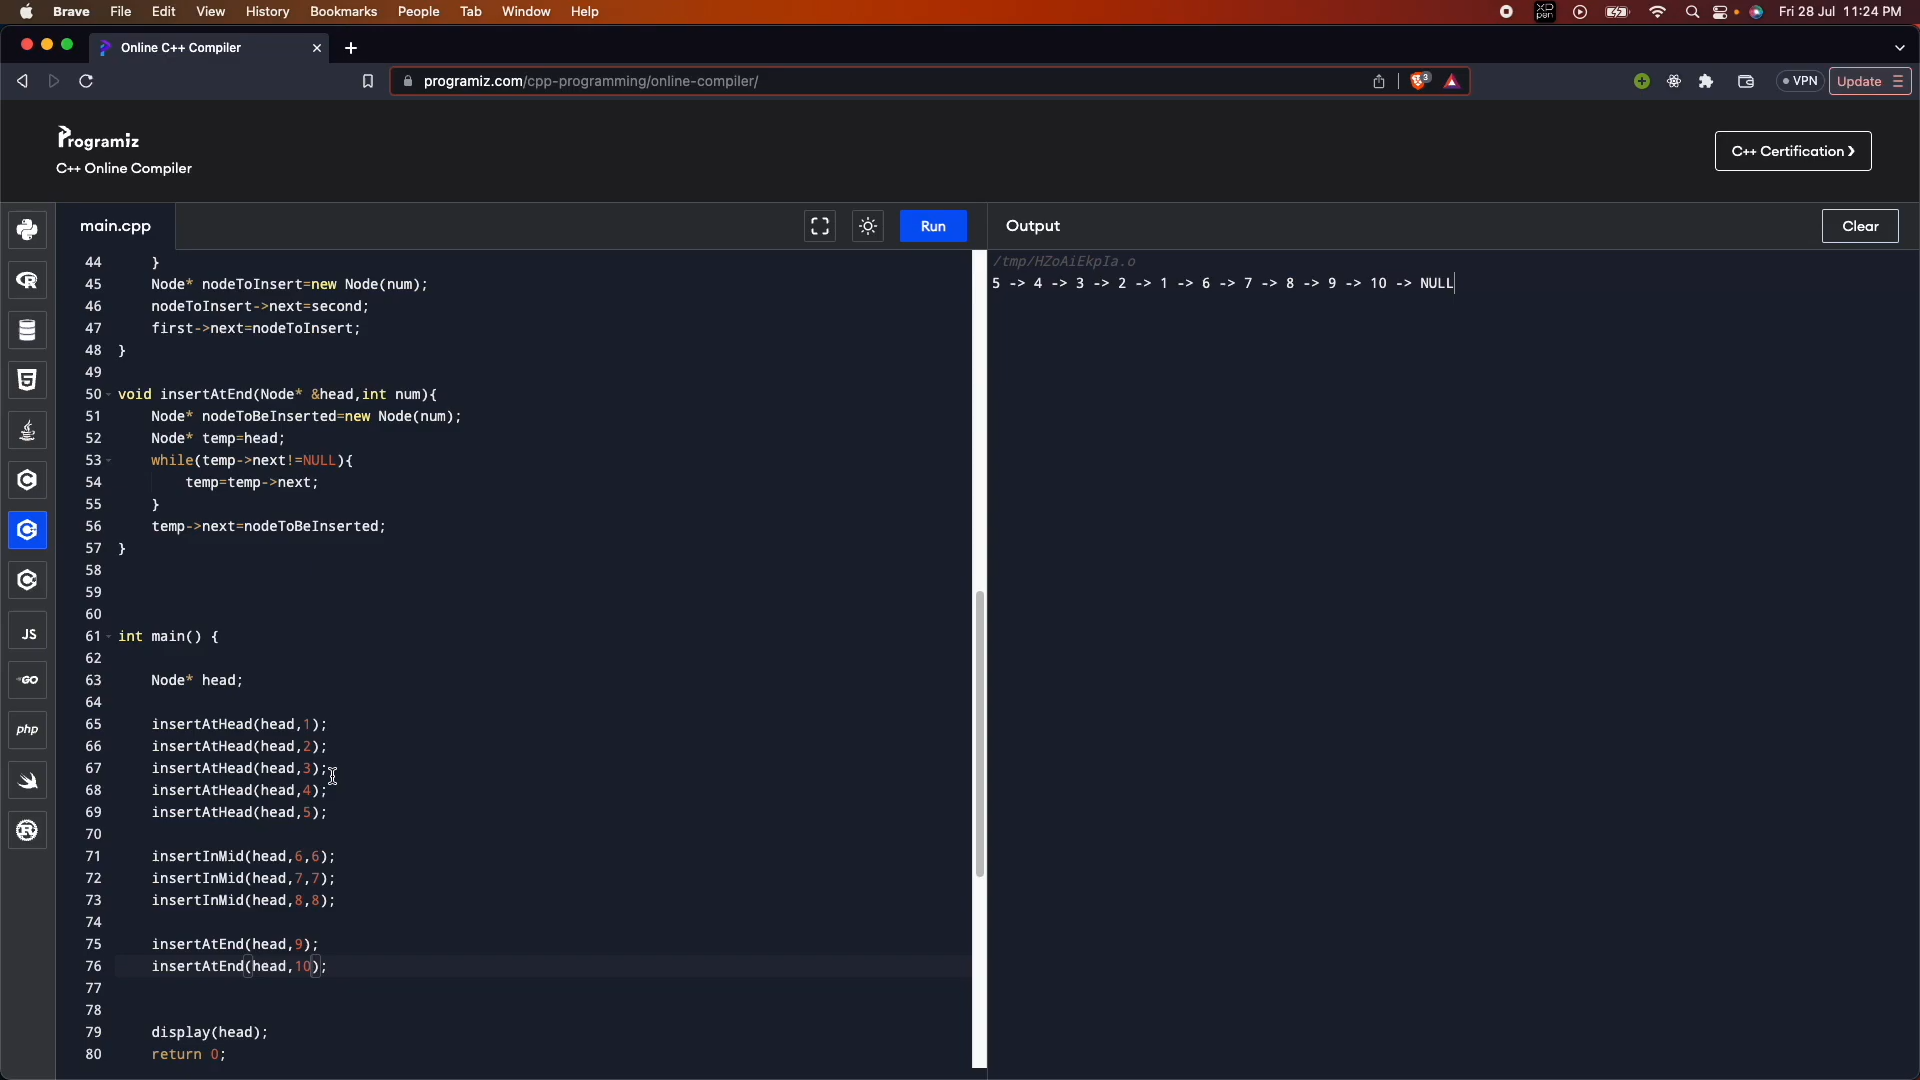 Brave File Edit View History Bookmarks People Tab Window Help
XP pen
Fri 28 Jul 11:24 PM
Online C++ Compiler
programiz.com/cpp-programming/online-compiler/
3
VPN
Update
Programiz
C++ Online Compiler
C++ Certification ❯
main.cpp
Run
Output
Clear
44 }
45 Node* nodeToInsert=new Node(num);
46 nodeToInsert->next=second;
47 first->next=nodeToInsert;
48 }
49
50 void insertAtEnd(Node* &head,int num){
51 Node* nodeToBeInserted=new Node(num);
52 Node* temp=head;
53 while(temp->next!=NULL){
54 temp=temp->next;
55 }
56 temp->next=nodeToBeInserted;
57 }
58
59
60
61 int main() {
62
63 Node* head;
64
65 insertAtHead(head,1);
66 insertAtHead(head,2);
67 insertAtHead(head,3);
68 insertAtHead(head,4);
69 insertAtHead(head,5);
70
71 insertInMid(head,6,6);
72 insertInMid(head,7,7);
73 insertInMid(head,8,8);
74
75 insertAtEnd(head,9);
76 insertAtEnd(head,10);
77
78
79 display(head);
80 return 0;
/tmp/HZoAiEkpIa.o
5 -> 4 -> 3 -> 2 -> 1 -> 6 -> 7 -> 8 -> 9 -> 10 -> NULL
JS
GO
php